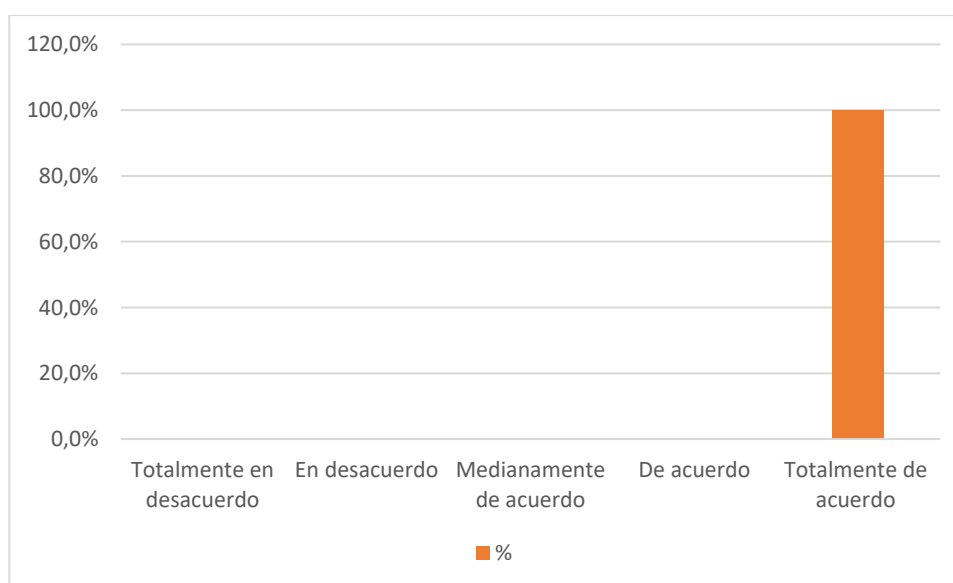 120,0%
100,0%
80,0%
60,0%
40,0%
20,0%
0,0%
Totalmente en desacuerdo
En desacuerdo
Medianamente de acuerdo
De acuerdo
Totalmente de acuerdo
%